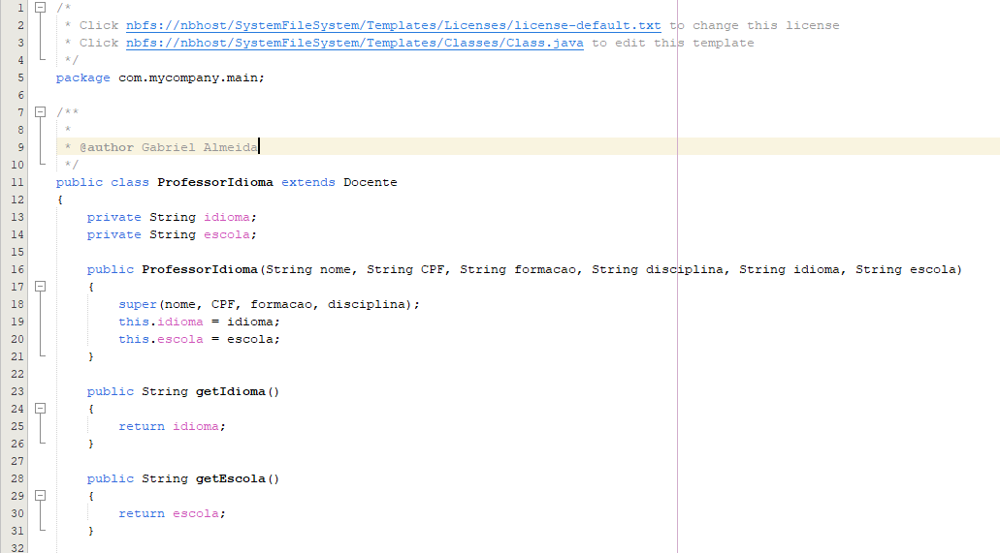 1 /*
2  * Click nbfs://nbhost/SystemFileSystem/Templates/Licenses/license-default.txt to change this license
3  * Click nbfs://nbhost/SystemFileSystem/Templates/Classes/Class.java to edit this template
4  */
5 package com.mycompany.main;
6
7 /**
8  *
9  * @author Gabriel Almeida
10  */
11 public class ProfessorIdioma extends Docente
12 {
13     private String idioma;
14     private String escola;
15
16     public ProfessorIdioma(String nome, String CPF, String formacao, String disciplina, String idioma, String escola)
17     {
18         super(nome, CPF, formacao, disciplina);
19         this.idioma = idioma;
20         this.escola = escola;
21     }
22
23     public String getIdioma()
24     {
25         return idioma;
26     }
27
28     public String getEscola()
29     {
30         return escola;
31     }
32